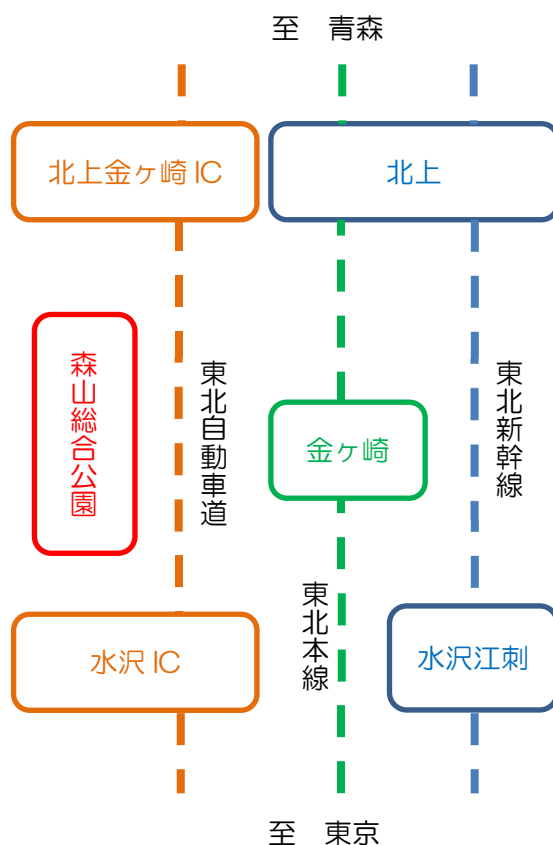 至　青森
北上金ヶ崎 IC
北上
森山総合公園
東北自動車道
金ヶ崎
東北新幹線
東北本線
水沢 IC
水沢江刺
至　東京